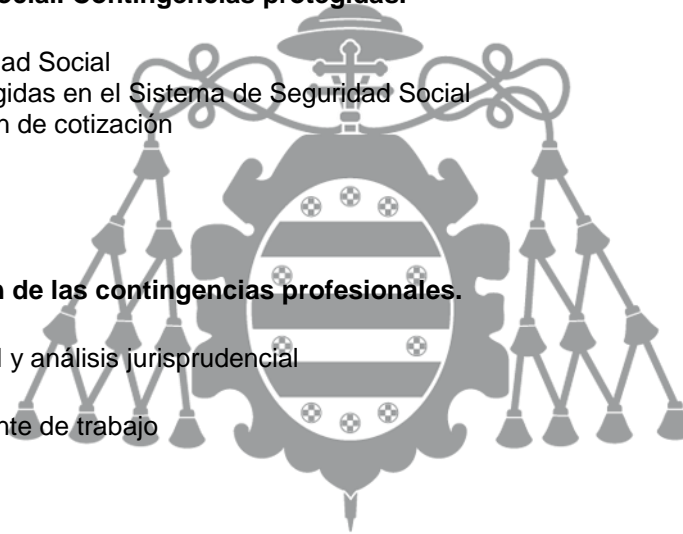 ocial. Contingencias protegidas.
ad Social
gidas en el Sistema de Seguridad Social
n de cotización
n de las contingencias profesionales.
l y análisis jurisprudencial
nte de trabajo